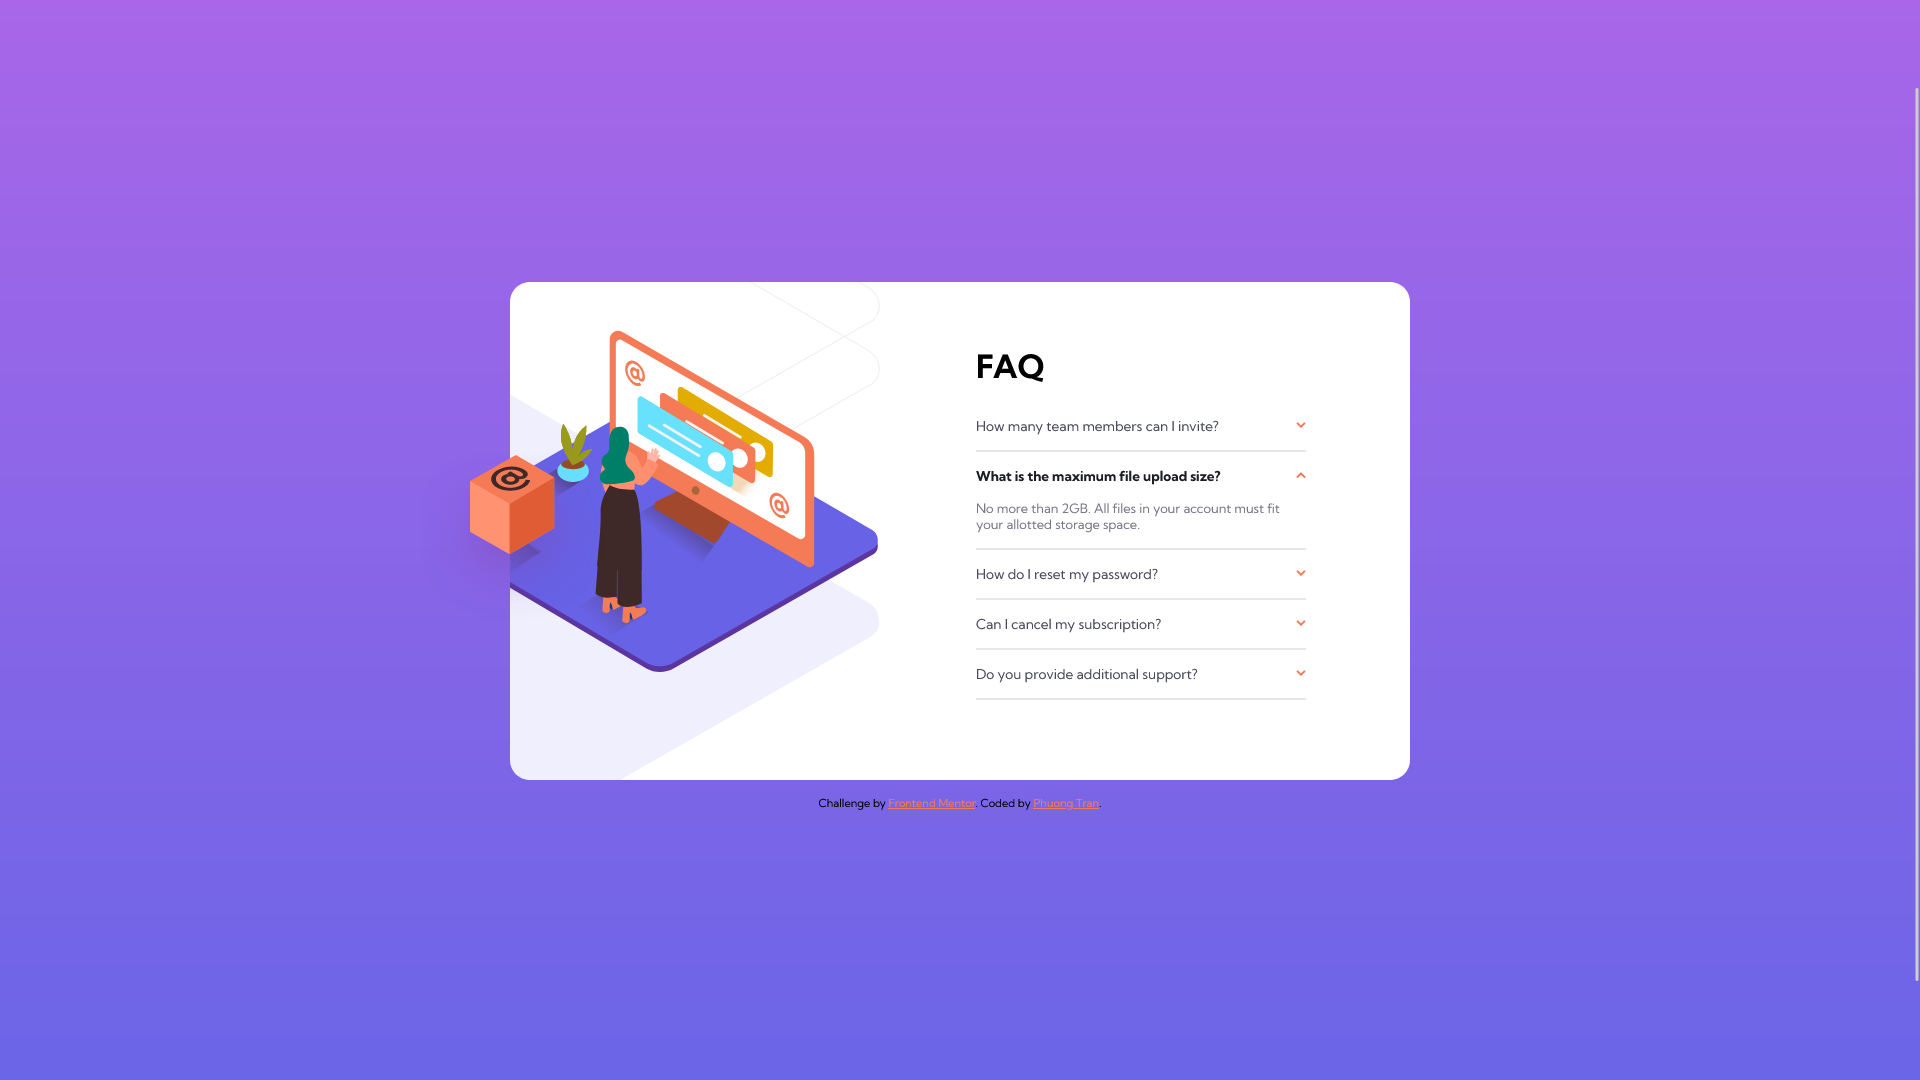 @
@
@
FAQ
How many team members can I invite?
What is the maximum file upload size?
No more than 2GB. All files in your account must fit
your allotted storage space.
How do I reset my password?
Can I cancel my subscription?
Do you provide additional support?
Challenge by Frontend Mentor. Coded by Phuong Tran.